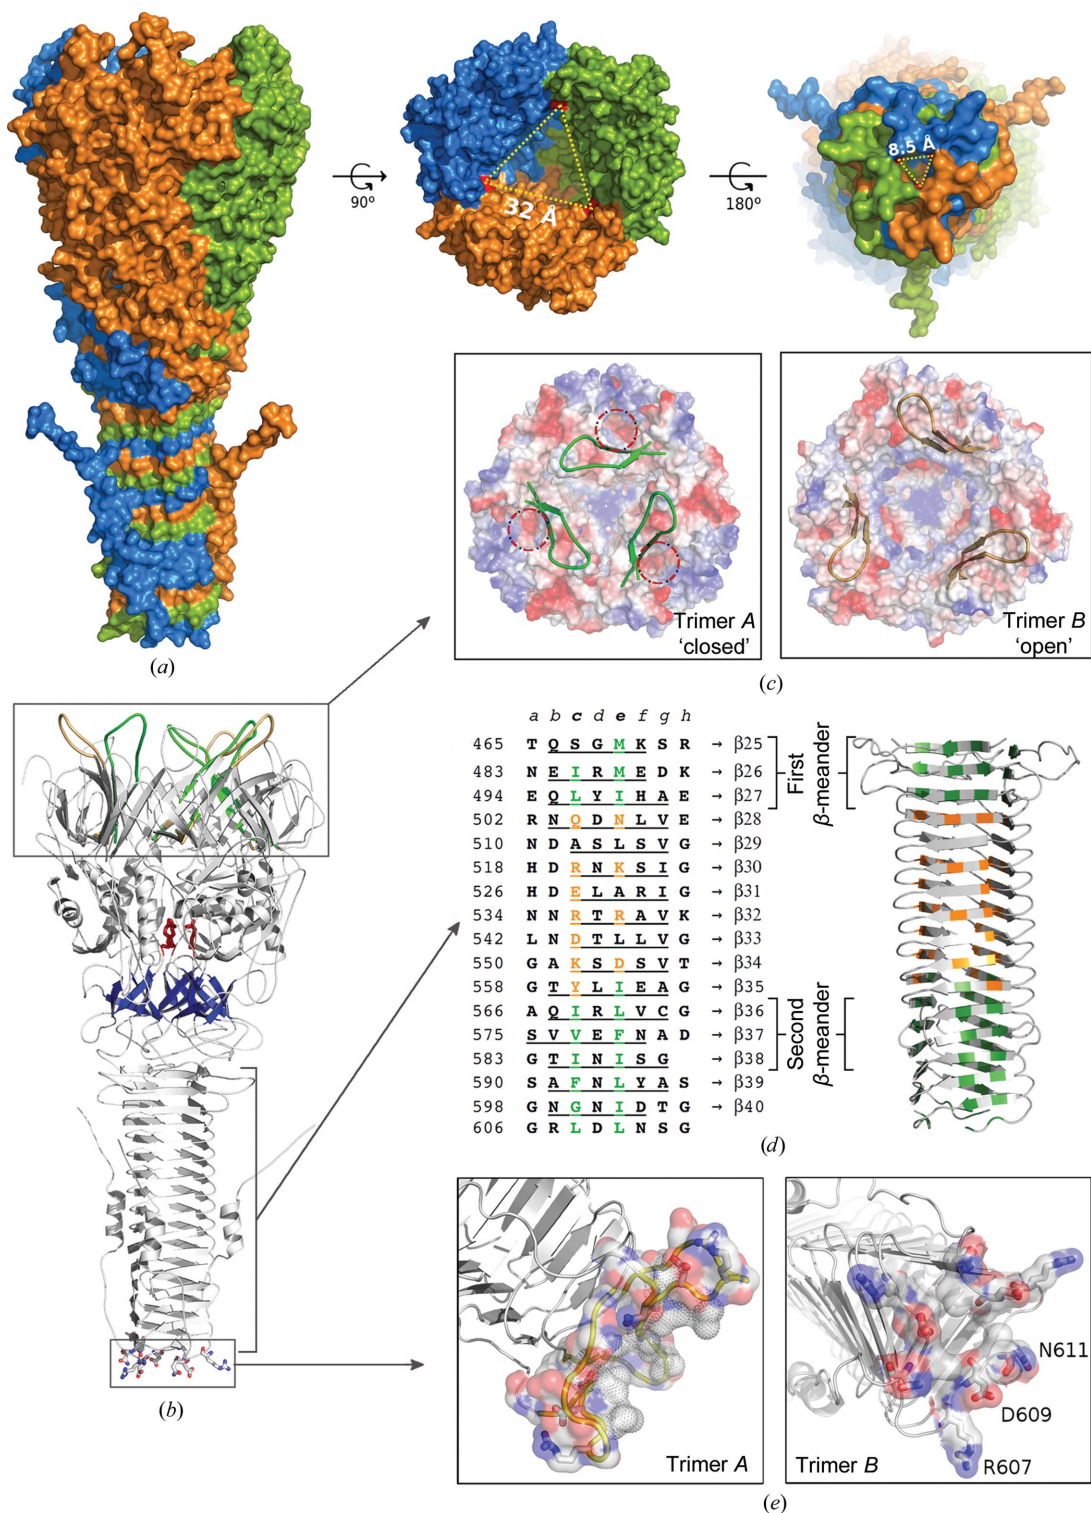 90°
32 Å
180°
8.5 Å
(a)
Trimer A
'closed'
Trimer B
'open'
(c)
(b)
a b c d e f g h
465 T Q S G M K S R → β25
483 N E I R M E D K → β26
494 E Q L Y I H A E → β27
502 R N Q D N L V E → β28
510 N D A S L S V G → β29
518 H D R N K S I G → β30
526 H D E L A R I G → β31
534 N N R T R A V K → β32
542 L N D T L L V G → β33
550 G A K S D S V T → β34
558 G T Y L I E A G → β35
566 A Q I R L V C G → β36
575 S V V E F N A D → β37
583 G T I N I S G → β38
590 S A F N L Y A S → β39
598 G N G N I D T G → β40
606 G R L D L N S G
First
β-meander
Second
β-meander
(d)
Trimer A
N611
D609
R607
Trimer B
(e)